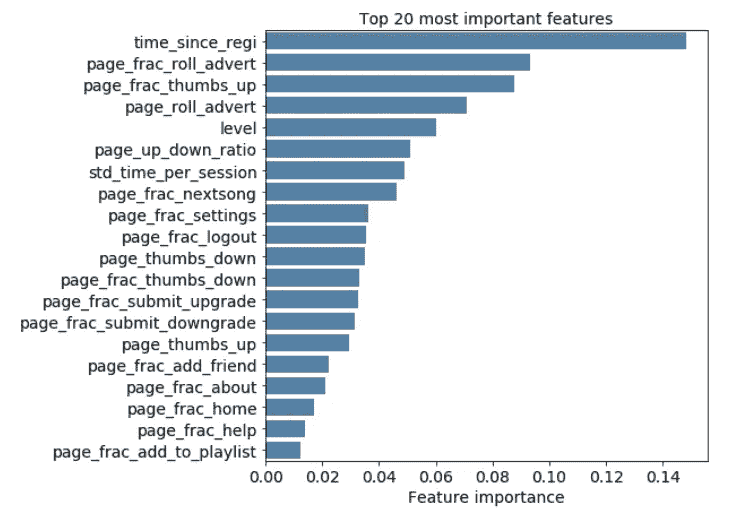 Top 20 most important features
time_since_regi
page_frac_roll_advert
page_frac_thumbs_up
page_roll_advert
level
page_up_down_ratio
std_time_per_session
page_frac_nextsong
page_frac_settings
page_frac_logout
page_thumbs_down
page_frac_thumbs_down
page_frac_submit_upgrade
page_frac_submit_downgrade
page_thumbs_up
page_frac_add_friend
page_frac_about
page_frac_home
page_frac_help
page_frac_add_to_playlist
0.00 0.02 0.04 0.06 0.08 0.10 0.12 0.14
Feature importance